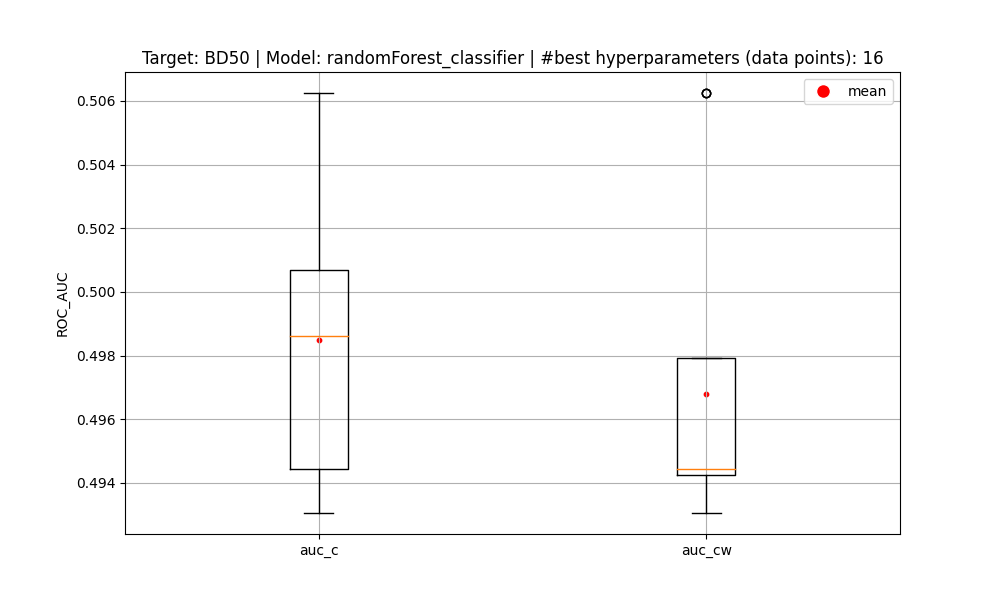 Target: BD50 | Model: randomForest_classifier | #best hyperparameters (data points): 16
mean
0.506
0.504
0.502
0.500
0.498
0.496
0.494
ROC_AUC
auc_c
auc_cw